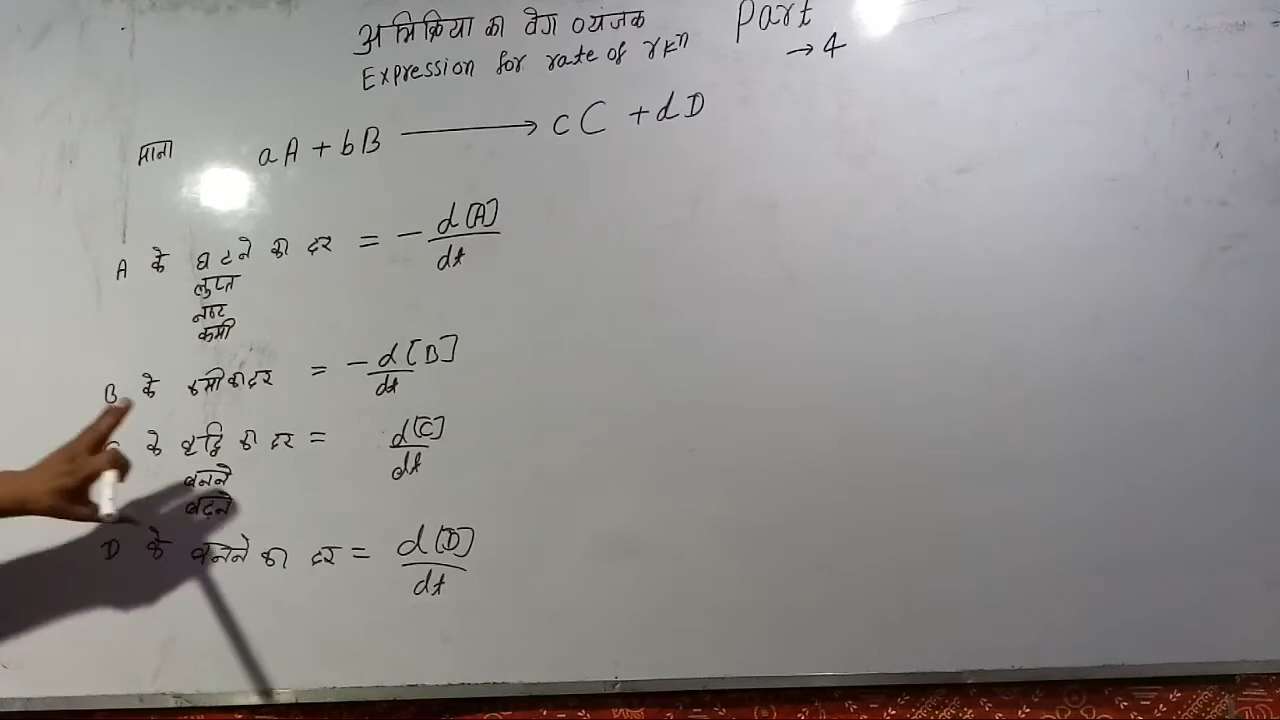 अभिक्रिया का वेग व्यंजक Part
Expression for rate of rxn → 4
माना aA + bB ⟶ cC + dD
A के घटने का दर = - d[A]/dt
लुप्त
नष्ट
कमी
B के कमी का दर = - d[B]/dt
के वृद्धि का दर = d[C]/dt
बनने
बढ़ने
D के बनने का दर = d[D]/dt